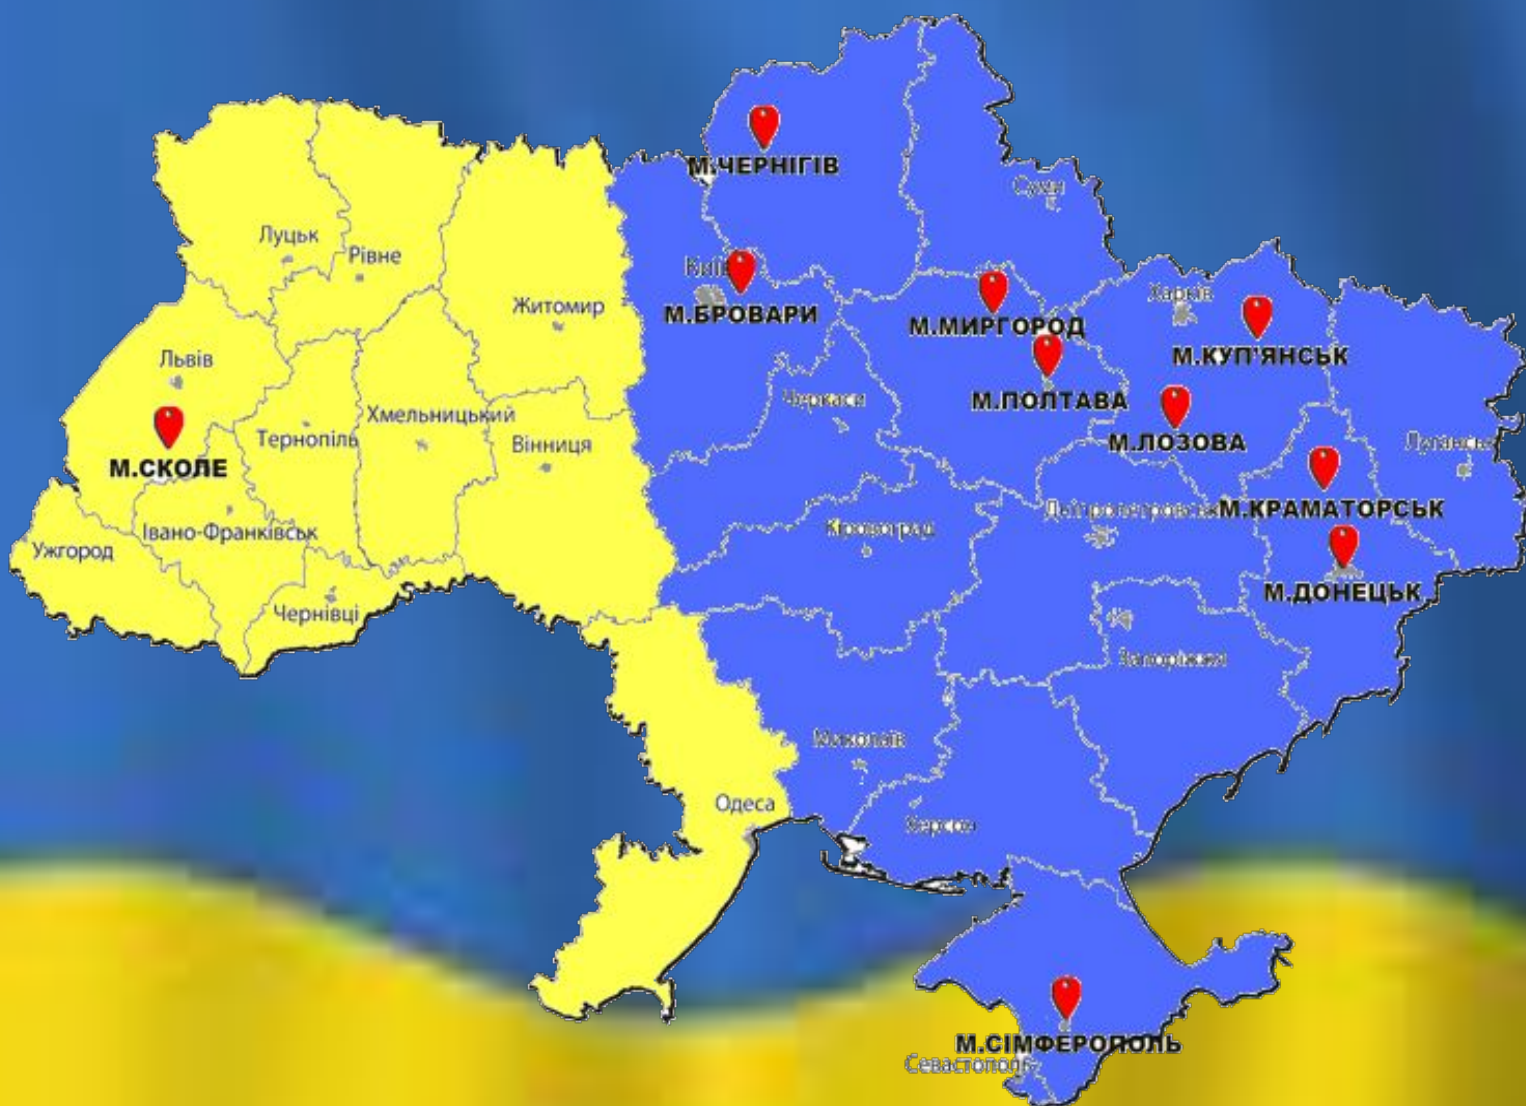 М.ЧЕРНІГІВ
Суми
Луцьк
Рівне
Київ
Житомир
М.БРОВАРИ
Харків
М.МИРГОРОД
Львів
М.КУП'ЯНСЬК
Черкаси
М.ПОЛТАВА
Хмельницький
Тернопіль
Вінниця
М.ЛОЗОВА
Луганськ
М.СКОЛЕ
М.КРАМАТОРСЬК
Дніпропетровськ
Кіровоград
Івано-Франківськ
Ужгород
М.ДОНЕЦЬК
Чернівці
Запоріжжя
Миколаїв
Одеса
Херсон
М.СІМФЕРОПОЛЬ
Севастополь